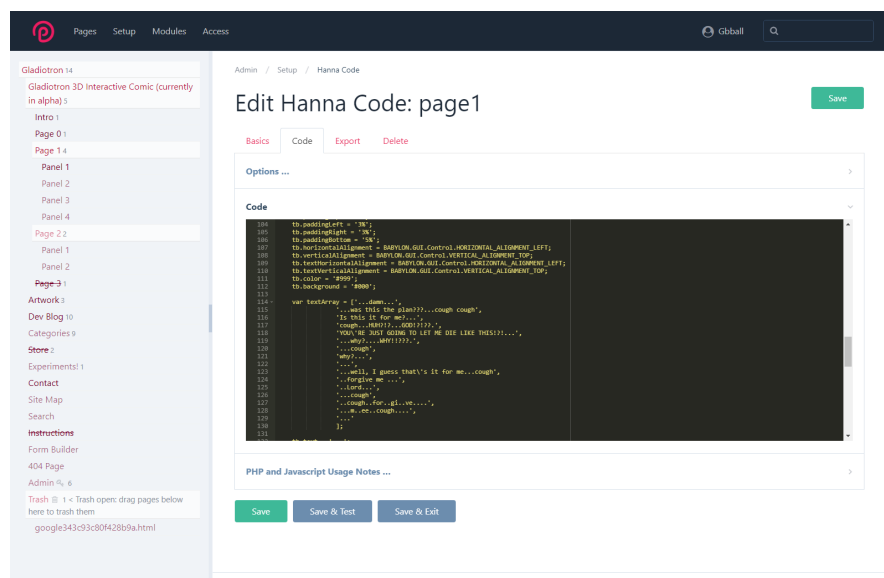 Pages Setup Modules Access Gbball
Gladiotron 14
Gladiotron 3D Interactive Comic (currently
in alpha) 5
Intro 1
Page 0 1
Page 1 4
Panel 1
Panel 2
Panel 3
Panel 4
Page 2 2
Panel 1
Panel 2
Page 3 1
Artwork 3
Dev Blog 10
Categories 9
Store 2
Experiments! 1
Contact
Site Map
Search
Instructions
Form Builder
404 Page
Admin 6
Trash 1 < Trash open: drag pages below
here to trash them
google343c93c80f428b9a.html
Admin / Setup / Hanna Code
Edit Hanna Code: page1
Save
Basics Code Export Delete
Options ...
Code
104 tb.paddingLeft = '3%';
105 tb.paddingRight = '3%';
106 tb.paddingBottom = '5%';
107 tb.horizontalAlignment = BABYLON.GUI.Control.HORIZONTAL_ALIGNMENT_LEFT;
108 tb.verticalAlignment = BABYLON.GUI.Control.VERTICAL_ALIGNMENT_TOP;
109 tb.textHorizontalAlignment = BABYLON.GUI.Control.HORIZONTAL_ALIGNMENT_LEFT;
110 tb.textVerticalAlignment = BABYLON.GUI.Control.VERTICAL_ALIGNMENT_TOP;
111 tb.color = '#999';
112 tb.background = '#000';
113
114 var textArray = ['...damn...',
115 '...was this the plan???...cough cough',
116 'Is this it for me?...',
117 'cough...HUH?!?...GOD!?!??.',
118 'YOU\'RE JUST GOING TO LET ME DIE LIKE THIS!?!...',
119 '...why?....WHY!!???.',
120 '...cough',
121 'why?...',
122 '...',
123 '...well, I guess that\'s it for me...cough',
124 '..forgive me ...',
125 '..Lord...',
126 '...cough',
127 '..cough..for..gi..ve....',
128 '...m..ee..cough....',
129 '...'
130 ];
131
PHP and Javascript Usage Notes ...
Save Save & Test Save & Exit